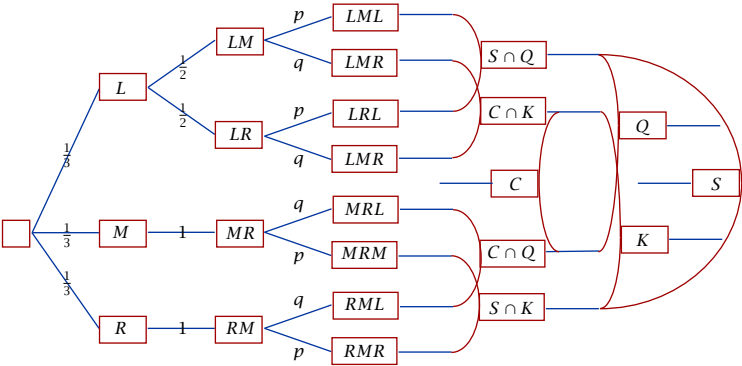 p
LML
LM
S ∩ Q
1/2
q
LMR
L
1/2
p
LRL
C ∩ K
Q
LR
q
LMR
1/3
C
S
q
MRL
1/3
M
1
MR
K
p
MRM
C ∩ Q
1/3
q
RML
S ∩ K
R
1
RM
p
RMR